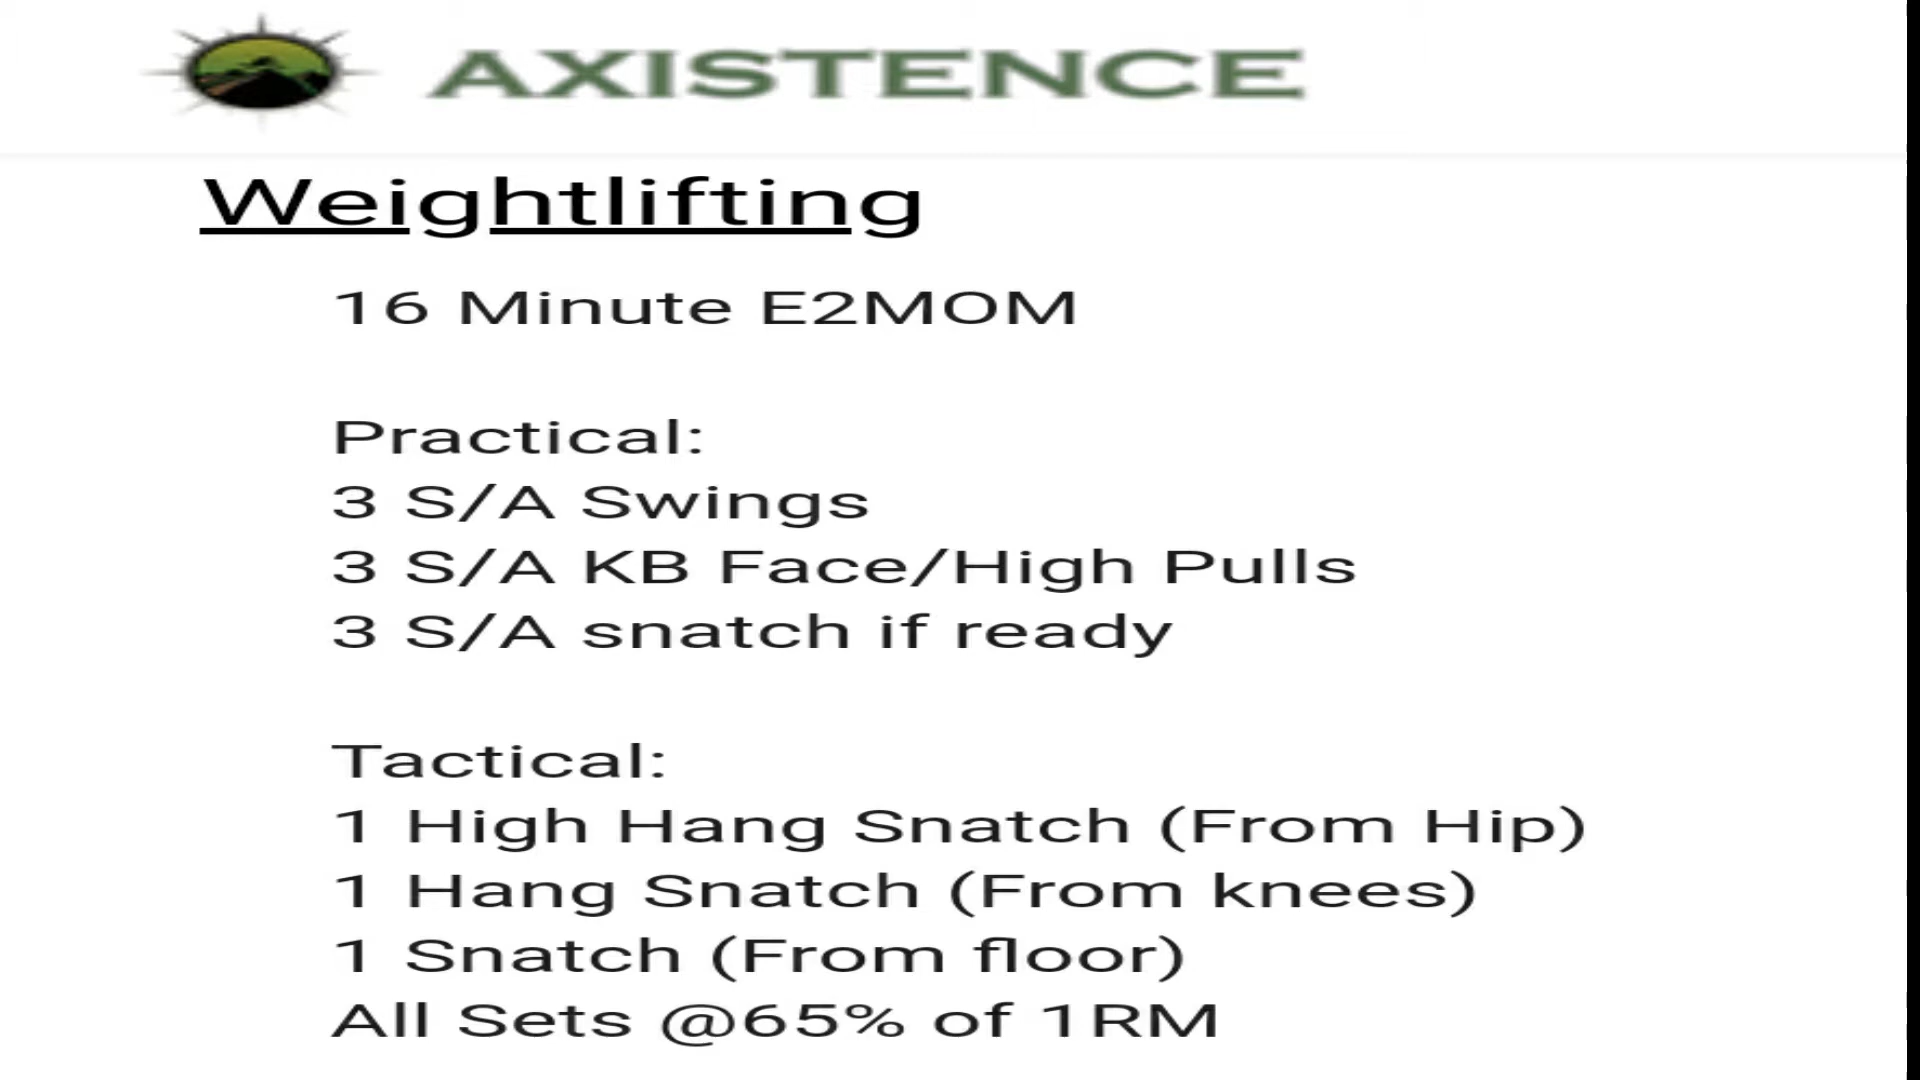 AXISTENCE
Weightlifting
16 Minute E2MOM
Practical:
3 S/A Swings
3 S/A KB Face/High Pulls
3 S/A snatch if ready
Tactical:
1 High Hang Snatch (From Hip)
1 Hang Snatch (From knees)
1 Snatch (From floor)
All Sets @65% of 1RM